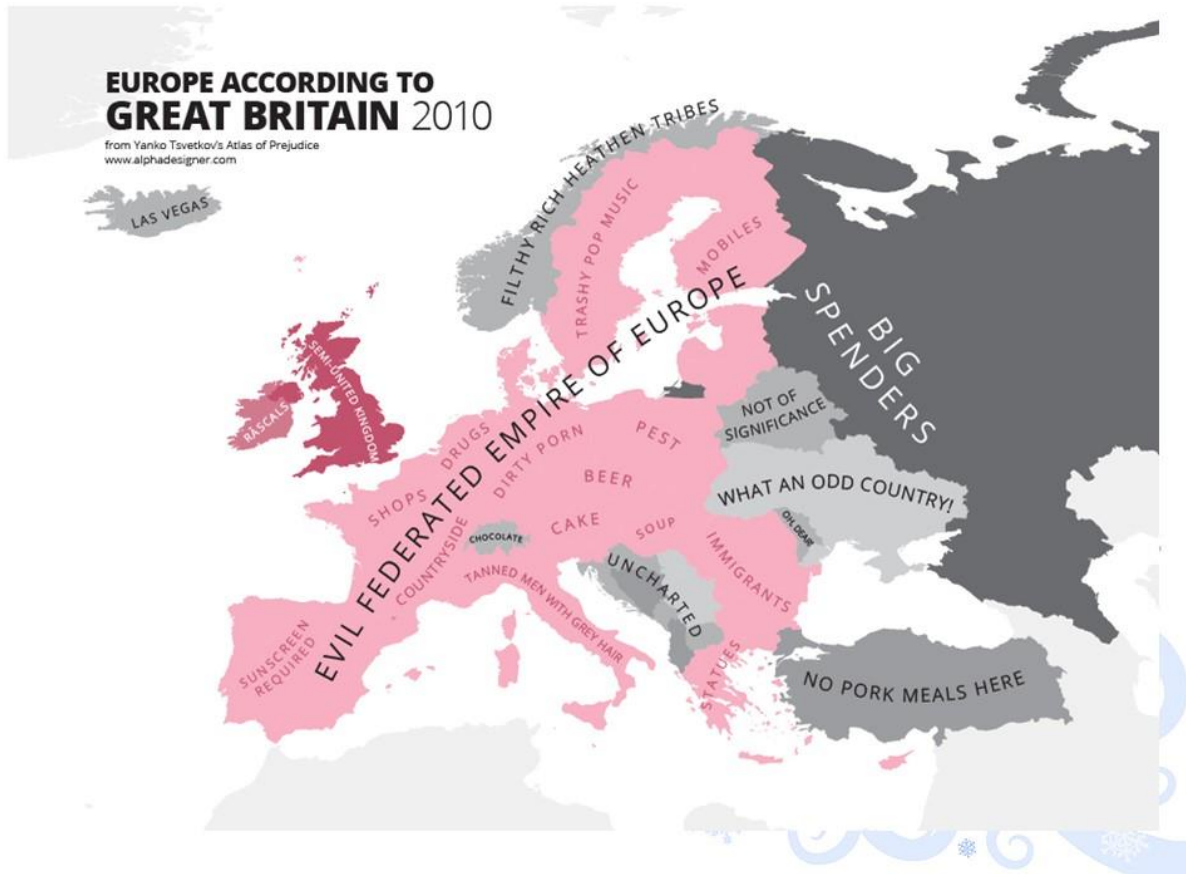 EUROPE ACCORDING TO
GREAT BRITAIN 2010
from Yanko Tsvetkov's Atlas of Prejudice
www.alphadesigner.com
LAS VEGAS
FILTHY RICH HEATHEN TRIBES
TRASHY POP MUSIC
MOBILES
EVIL FEDERATED EMPIRE OF EUROPE
BIG
SPENDERS
SEMI-UNITED KINGDOM
RASCALS
NOT OF
SIGNIFICANCE
DRUGS
DIRTY PORN
PEST
SHOPS
BEER
WHAT AN ODD COUNTRY!
OH, DEAR!
CAKE
SOUP
CHOCOLATE
COUNTRYSIDE
IMMIGRANTS
UNCHARTED
TANNED MEN WITH GREY HAIR
SUNSCREEN
REQUIRED
STATUES
NO PORK MEALS HERE